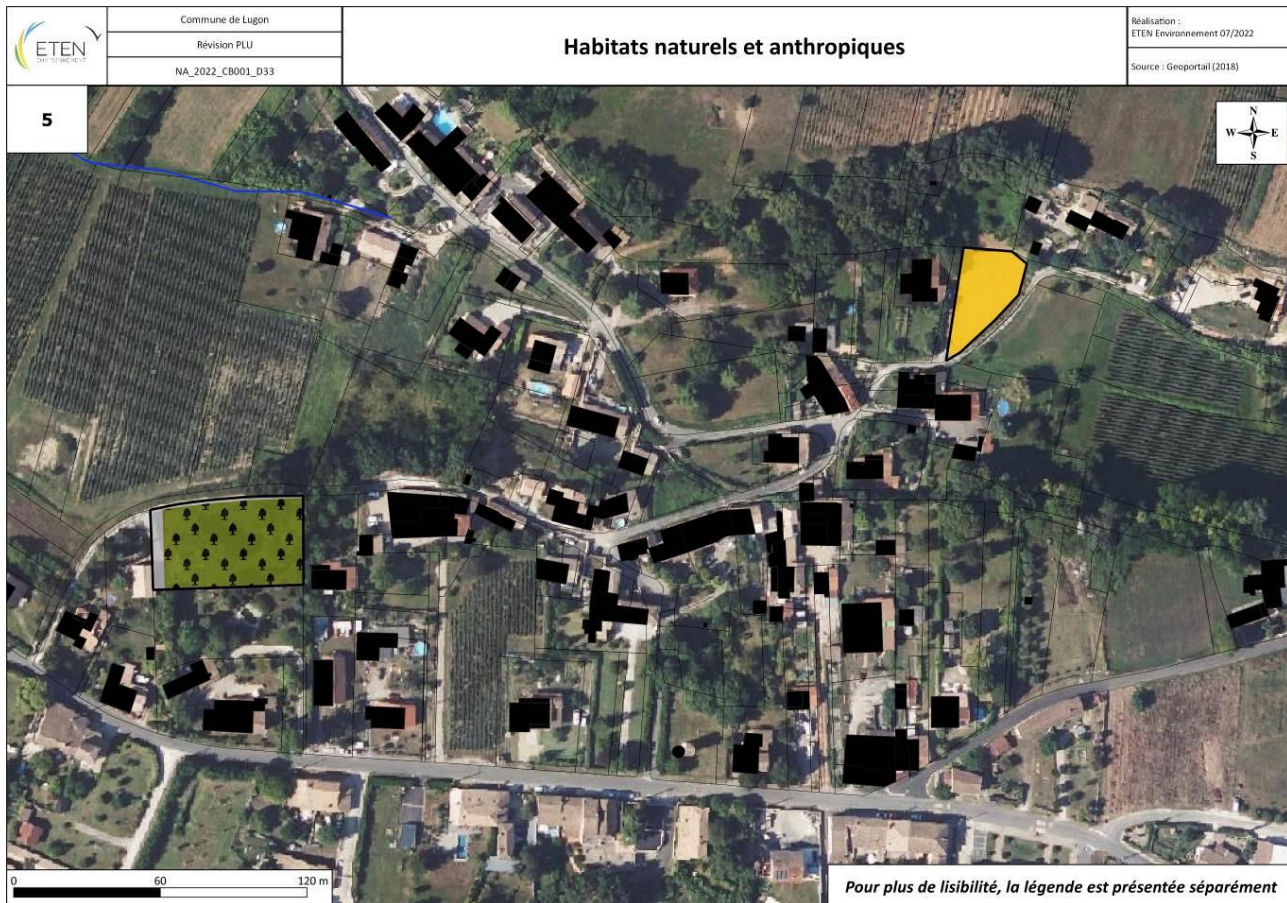 ETEN
ENVIRONNEMENT
Commune de Lugon
Révision PLU
NA_2022_CB001_D33
Habitats naturels et anthropiques
Réalisation :
ETEN Environnement 07/2022
Source : Geoportail (2018)
5
N
W E
S
0 60 120 m
Pour plus de lisibilité, la légende est présentée séparément